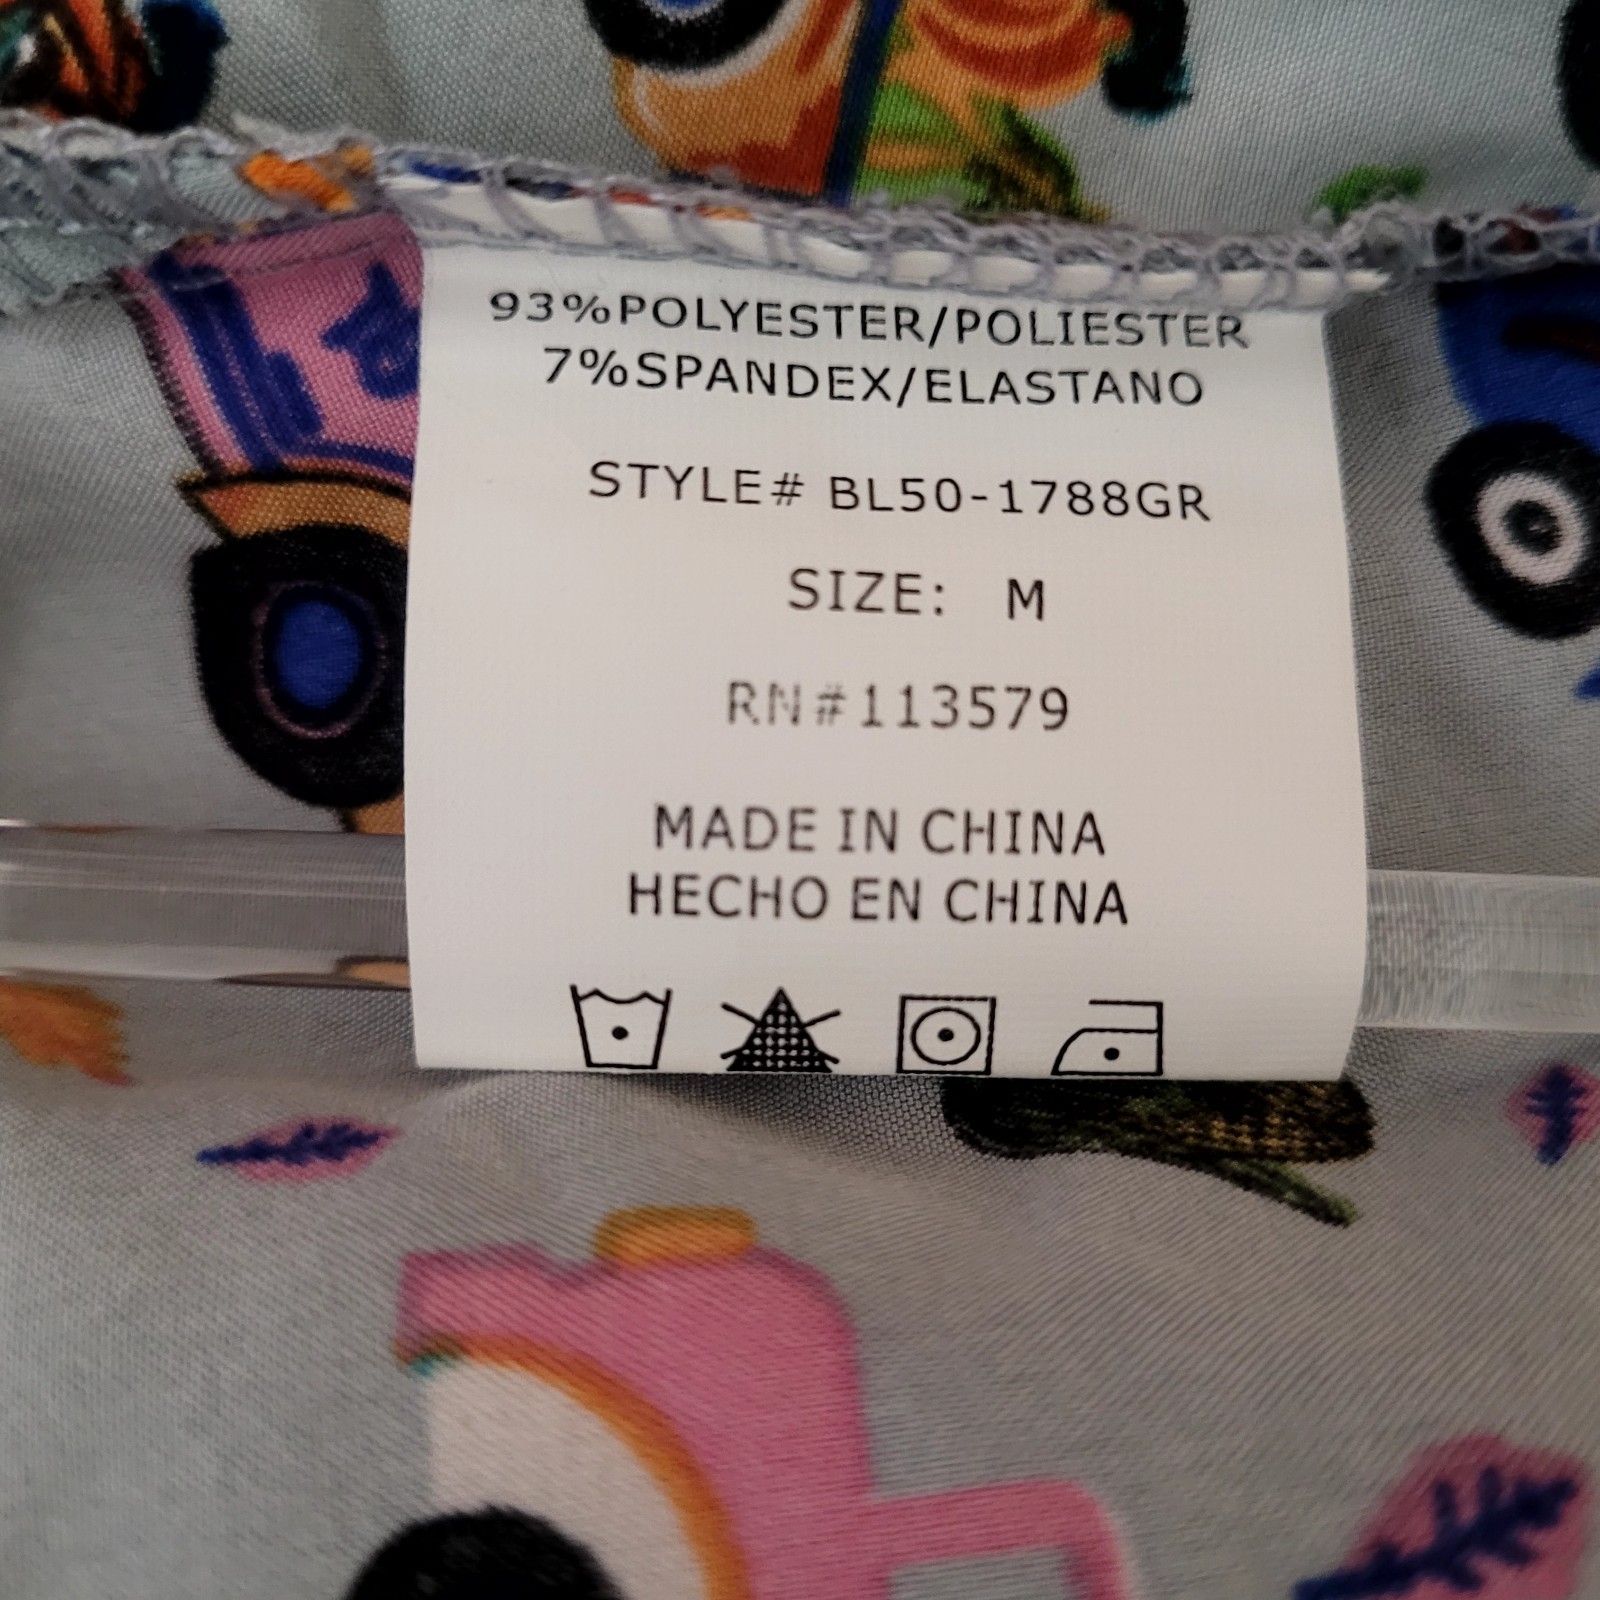 93%POLYESTER/POLIESTER
7%SPANDEX/ELASTANO
STYLE# BL50-1788GR
SIZE: M
RN#113579
MADE IN CHINA
HECHO EN CHINA